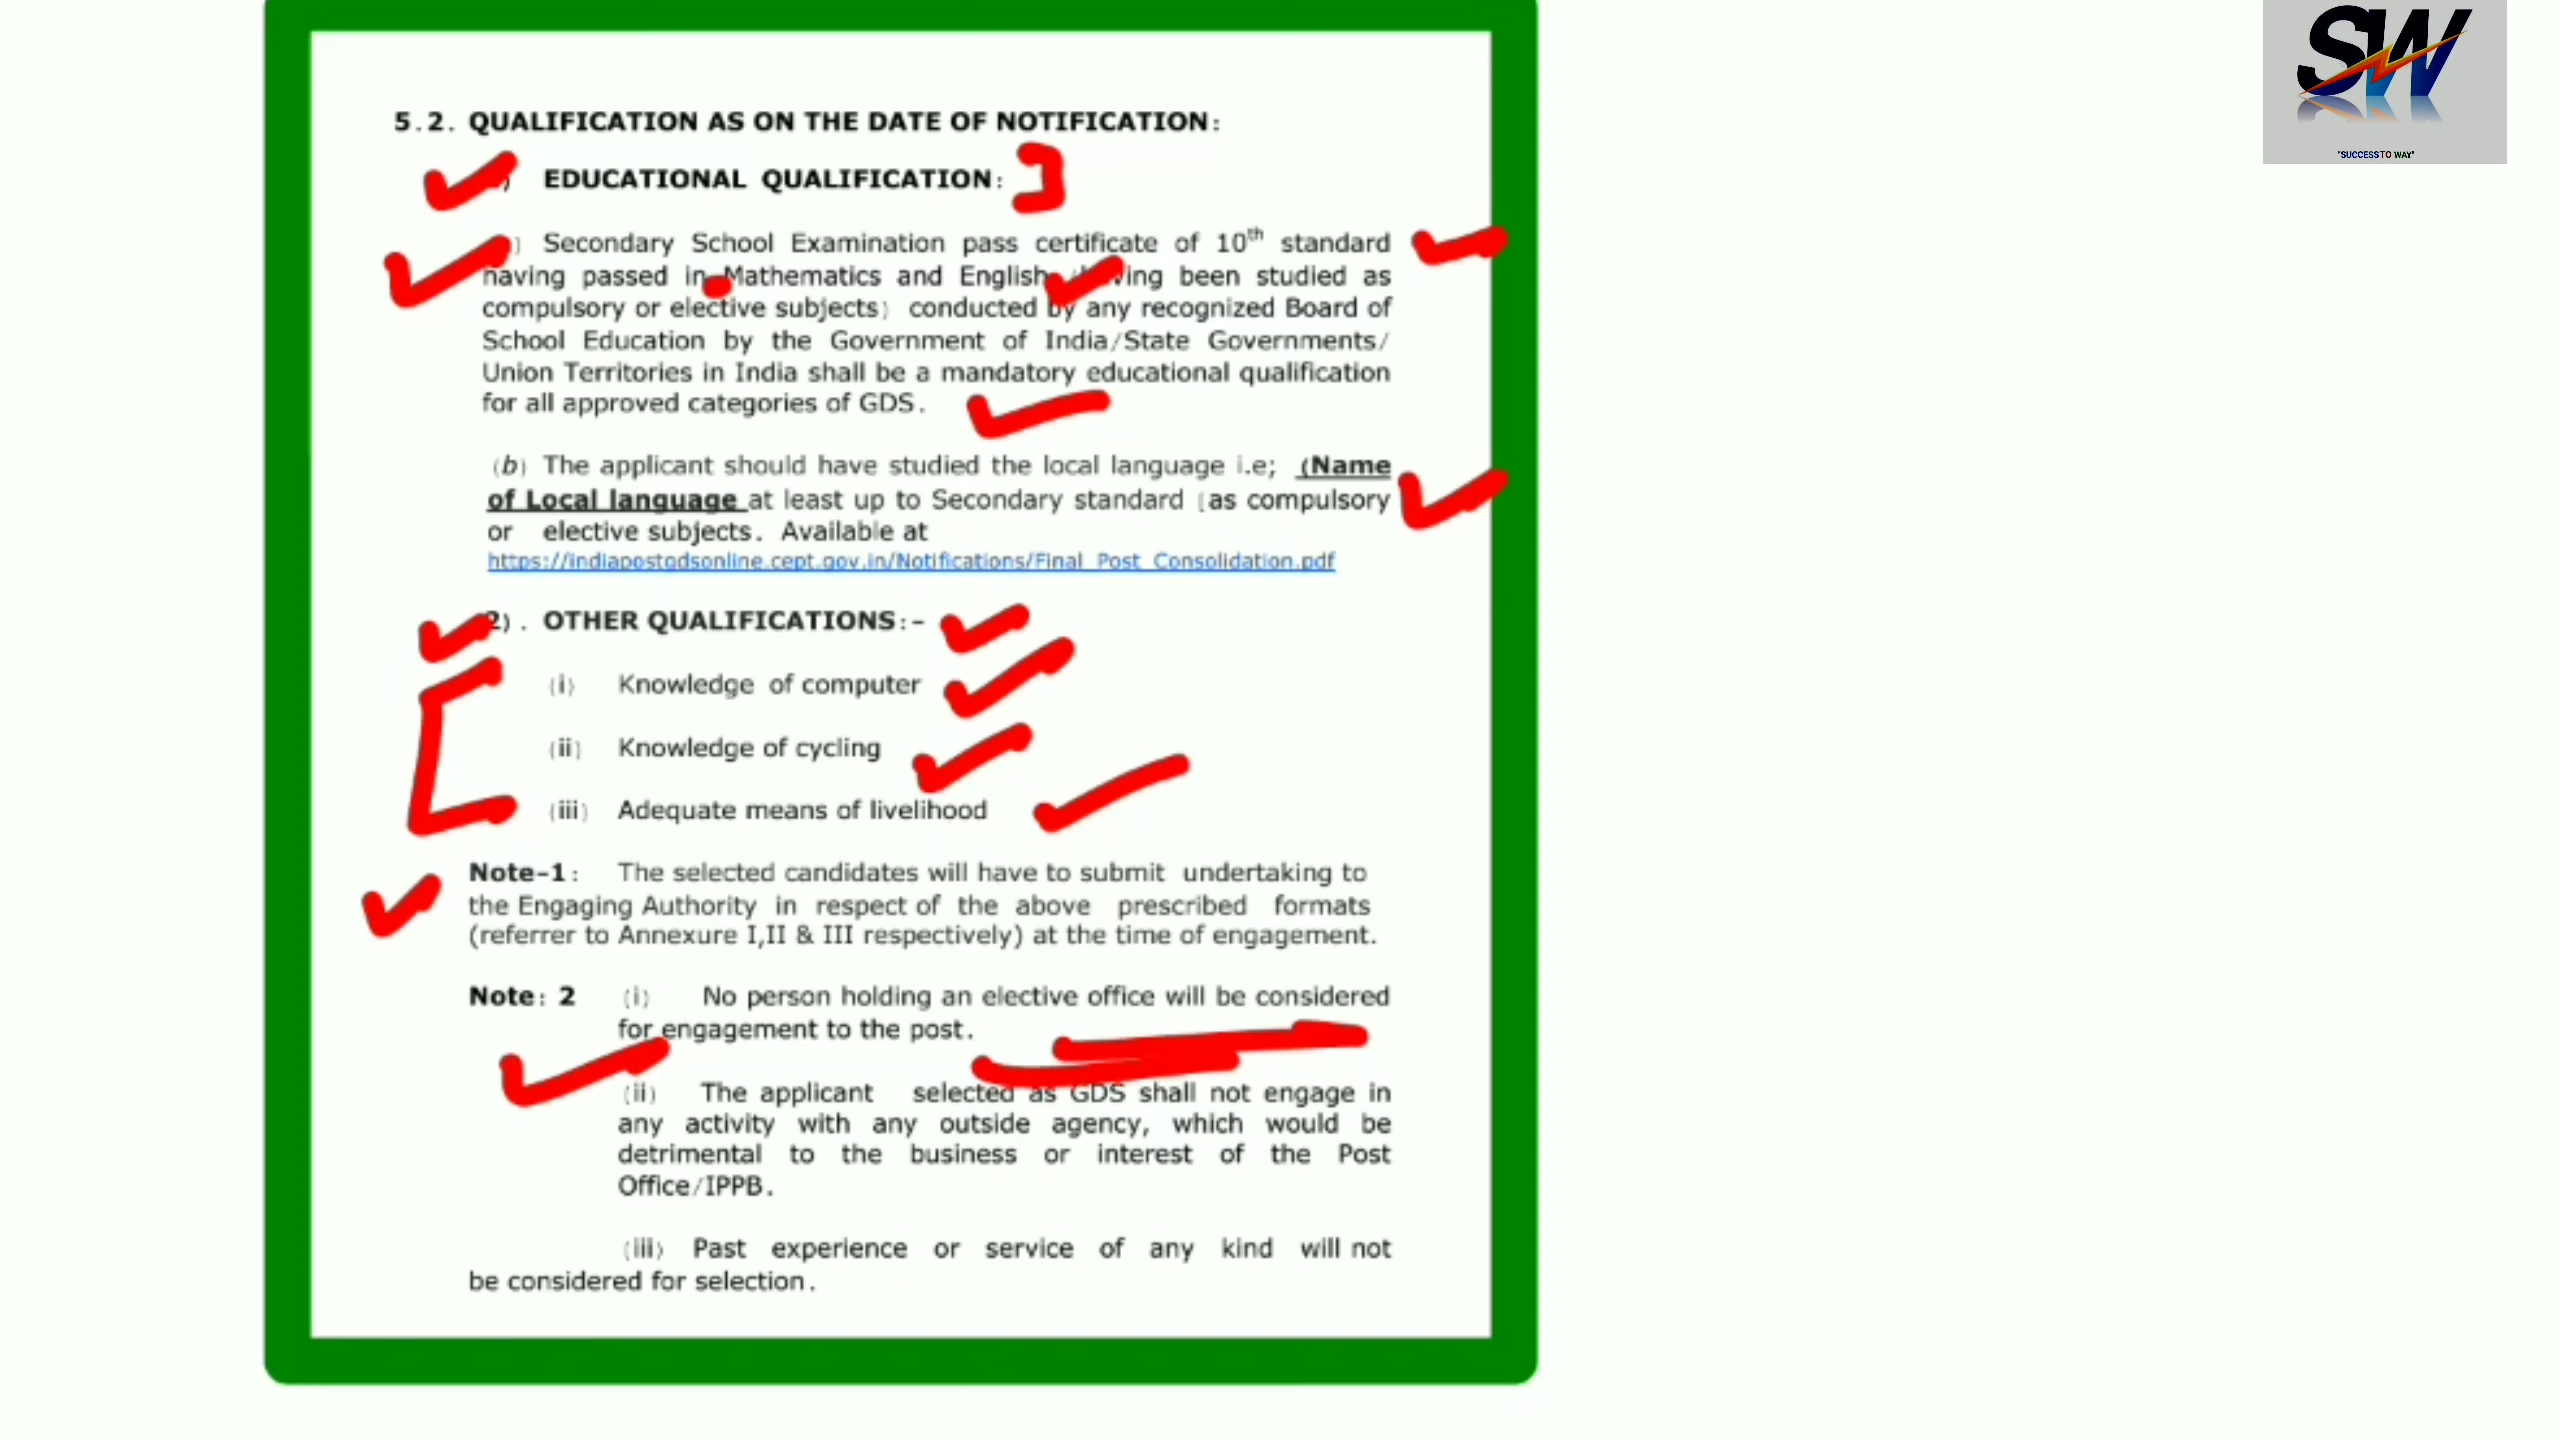 SW
"SUCCESS TO WAY"
5.2. QUALIFICATION AS ON THE DATE OF NOTIFICATION:
) EDUCATIONAL QUALIFICATION:
) Secondary School Examination pass certificate of 10th standard
having passed in Mathematics and English been studied as
compulsory or elective subjects) conducted by any recognized Board of
School Education by the Government of India/State Governments/
Union Territories in India shall be a mandatory educational qualification
for all approved categories of GDS.
(b) The applicant should have studied the local language i.e; (Name
of Local language at least up to Secondary standard [as compulsory
or elective subjects. Available at
https://indiapostgdsonline.cept.gov.in/Notifications/Final_Post_Consolidation.pdf
2). OTHER QUALIFICATIONS:-
(i) Knowledge of computer
(ii) Knowledge of cycling
(iii) Adequate means of livelihood
Note-1: The selected candidates will have to submit undertaking to
the Engaging Authority in respect of the above prescribed formats
(referrer to Annexure I,II & III respectively) at the time of engagement.
Note: 2 (i) No person holding an elective office will be considered
for engagement to the post.
(ii) The applicant selected as GDS shall not engage in
any activity with any outside agency, which would be
detrimental to the business or interest of the Post
Office/IPPB.
(iii) Past experience or service of any kind will not
be considered for selection.